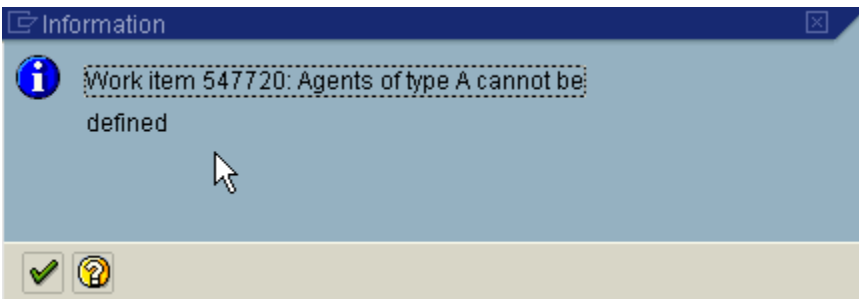 Information
Work item 547720: Agents of type A cannot be
defined